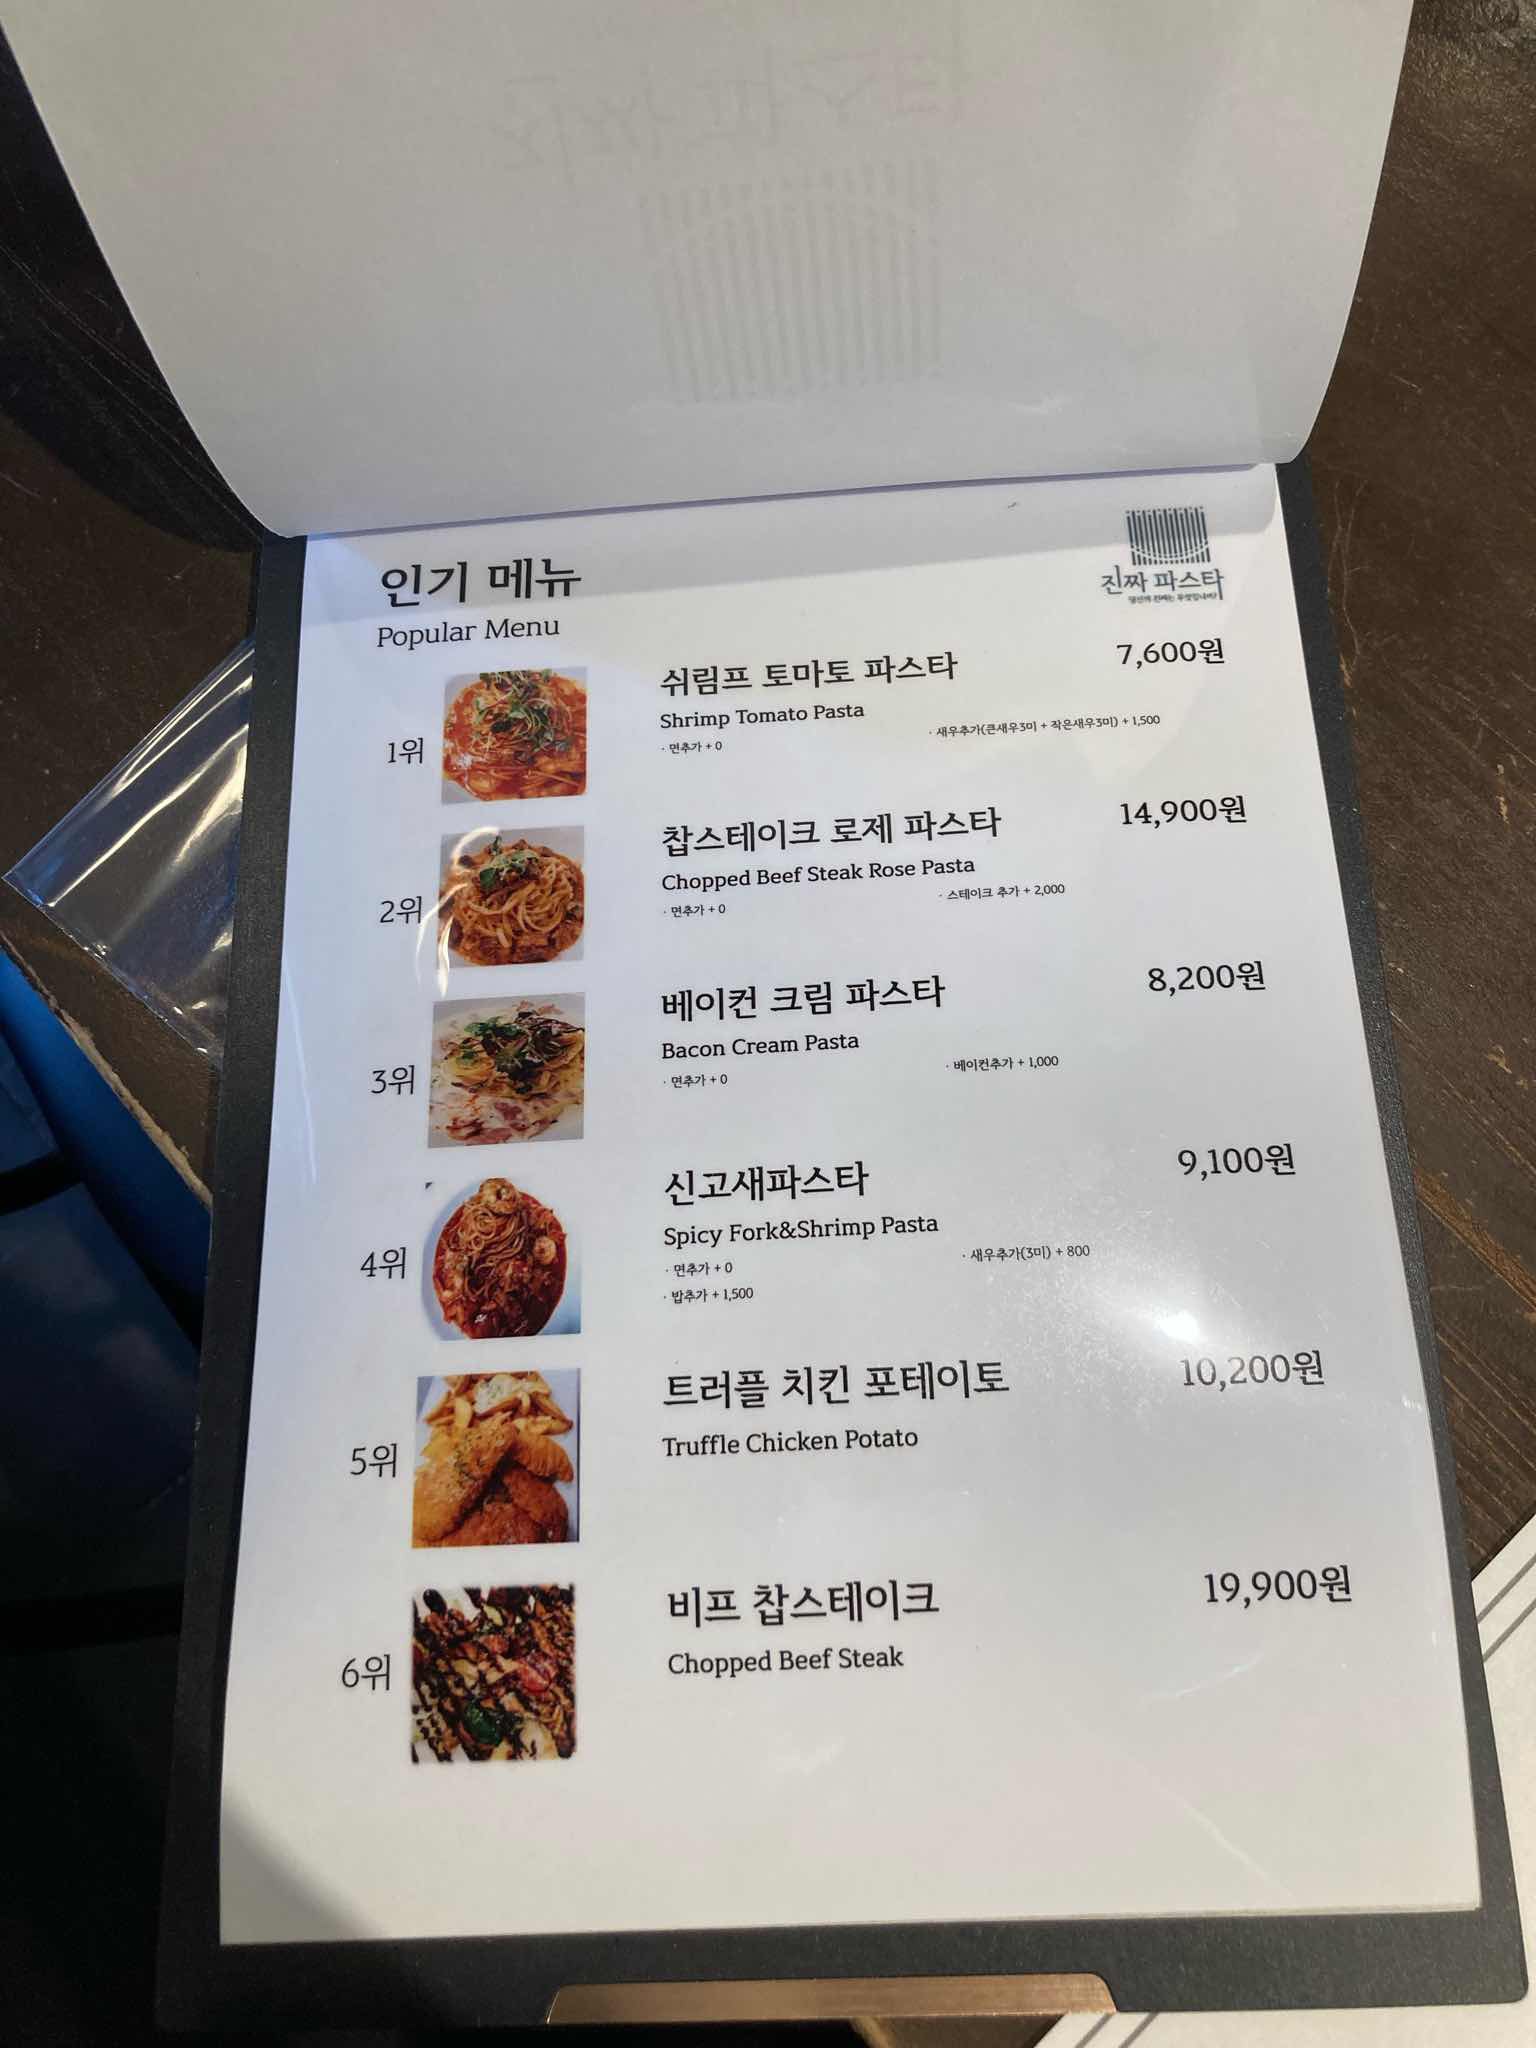 인기 메뉴
Popular Menu
진짜 파스타
1위
쉬림프 토마토 파스타
7,600원
Shrimp Tomato Pasta
· 면추가 + 0
· 새우추가(큰새우3미 + 작은새우3미) + 1,500
2위
찹스테이크 로제 파스타
14,900원
Chopped Beef Steak Rose Pasta
· 면추가 + 0
· 스테이크 추가 + 2,000
3위
베이컨 크림 파스타
8,200원
Bacon Cream Pasta
· 면추가 + 0
· 베이컨추가 + 1,000
4위
신고새파스타
9,100원
Spicy Fork&Shrimp Pasta
· 면추가 + 0
· 새우추가(3미) + 800
· 밥추가 + 1,500
5위
트러플 치킨 포테이토
10,200원
Truffle Chicken Potato
6위
비프 찹스테이크
19,900원
Chopped Beef Steak